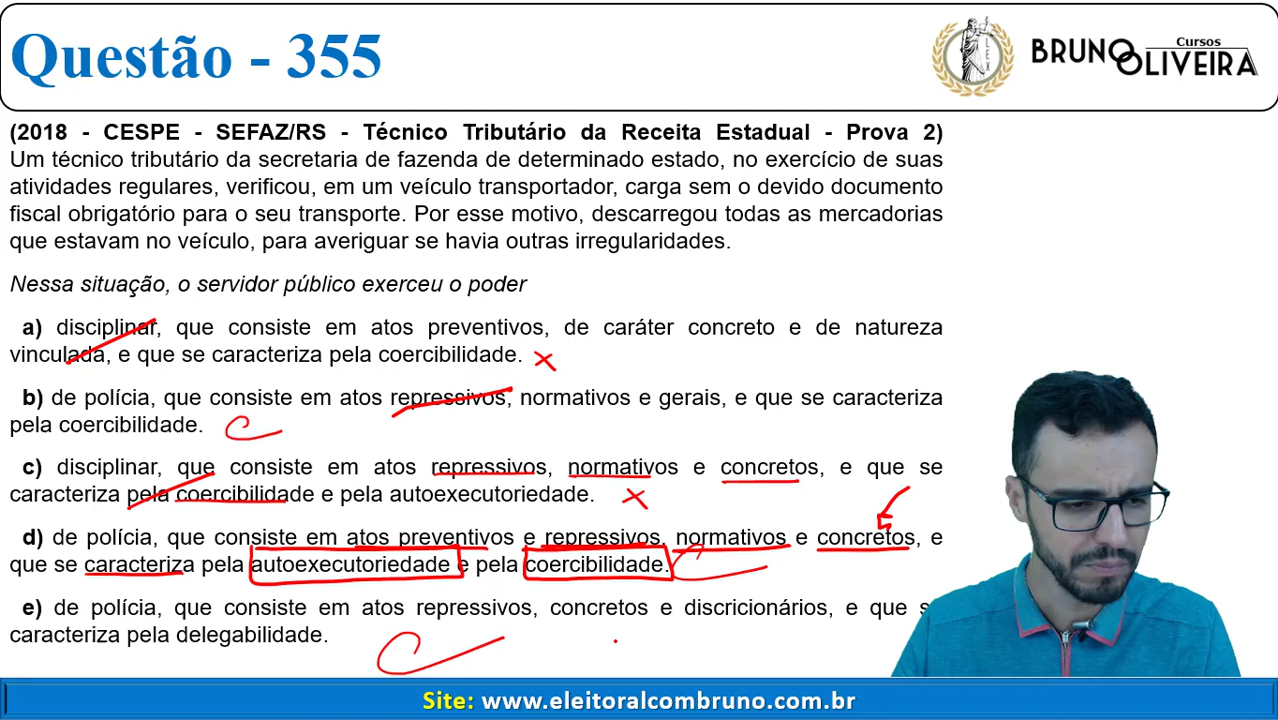 Questão - 355
Cursos
BRUNO
OLIVEIRA
LEX
(2018 - CESPE - SEFAZ/RS - Técnico Tributário da Receita Estadual - Prova 2)
Um técnico tributário da secretaria de fazenda de determinado estado, no exercício de suas
atividades regulares, verificou, em um veículo transportador, carga sem o devido documento
fiscal obrigatório para o seu transporte. Por esse motivo, descarregou todas as mercadorias
que estavam no veículo, para averiguar se havia outras irregularidades.
Nessa situação, o servidor público exerceu o poder
a) disciplinar, que consiste em atos preventivos, de caráter concreto e de natureza
vinculada, e que se caracteriza pela coercibilidade.
b) de polícia, que consiste em atos repressivos, normativos e gerais, e que se caracteriza
pela coercibilidade.
c) disciplinar, que consiste em atos repressivos, normativos e concretos, e que se
caracteriza pela coercibilidade e pela autoexecutoriedade.
d) de polícia, que consiste em atos preventivos e repressivos, normativos e concretos, e
que se caracteriza pela autoexecutoriedade e pela coercibilidade.
e) de polícia, que consiste em atos repressivos, concretos e discricionários, e que
caracteriza pela delegabilidade.
Site: www.eleitoralcombruno.com.br